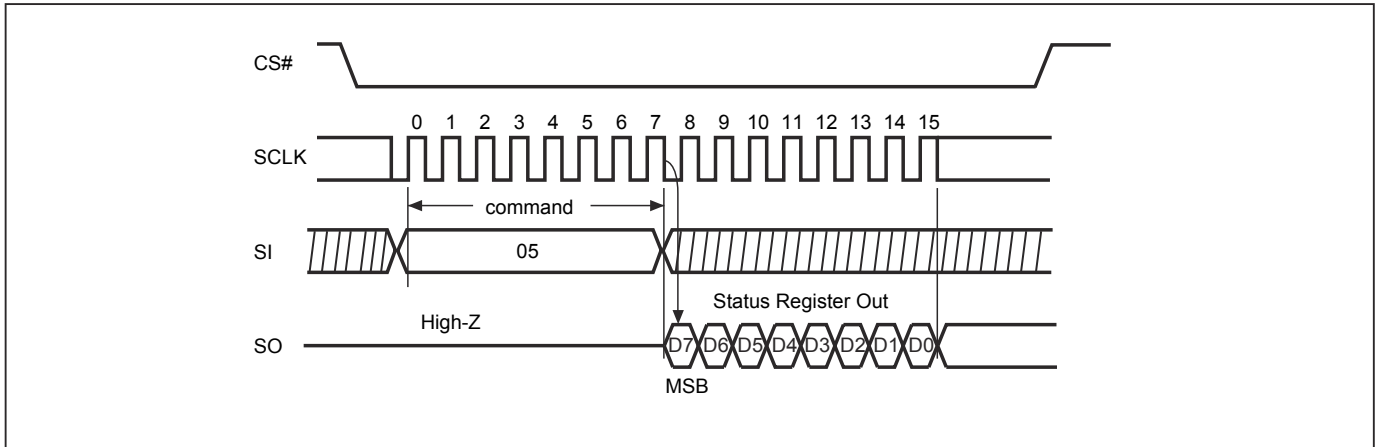 CS#
0 1 2 3 4 5 6 7 8 9 10 11 12 13 14 15
SCLK
command
SI 05
Status Register Out
High-Z
SO D7 D6 D5 D4 D3 D2 D1 D0
MSB